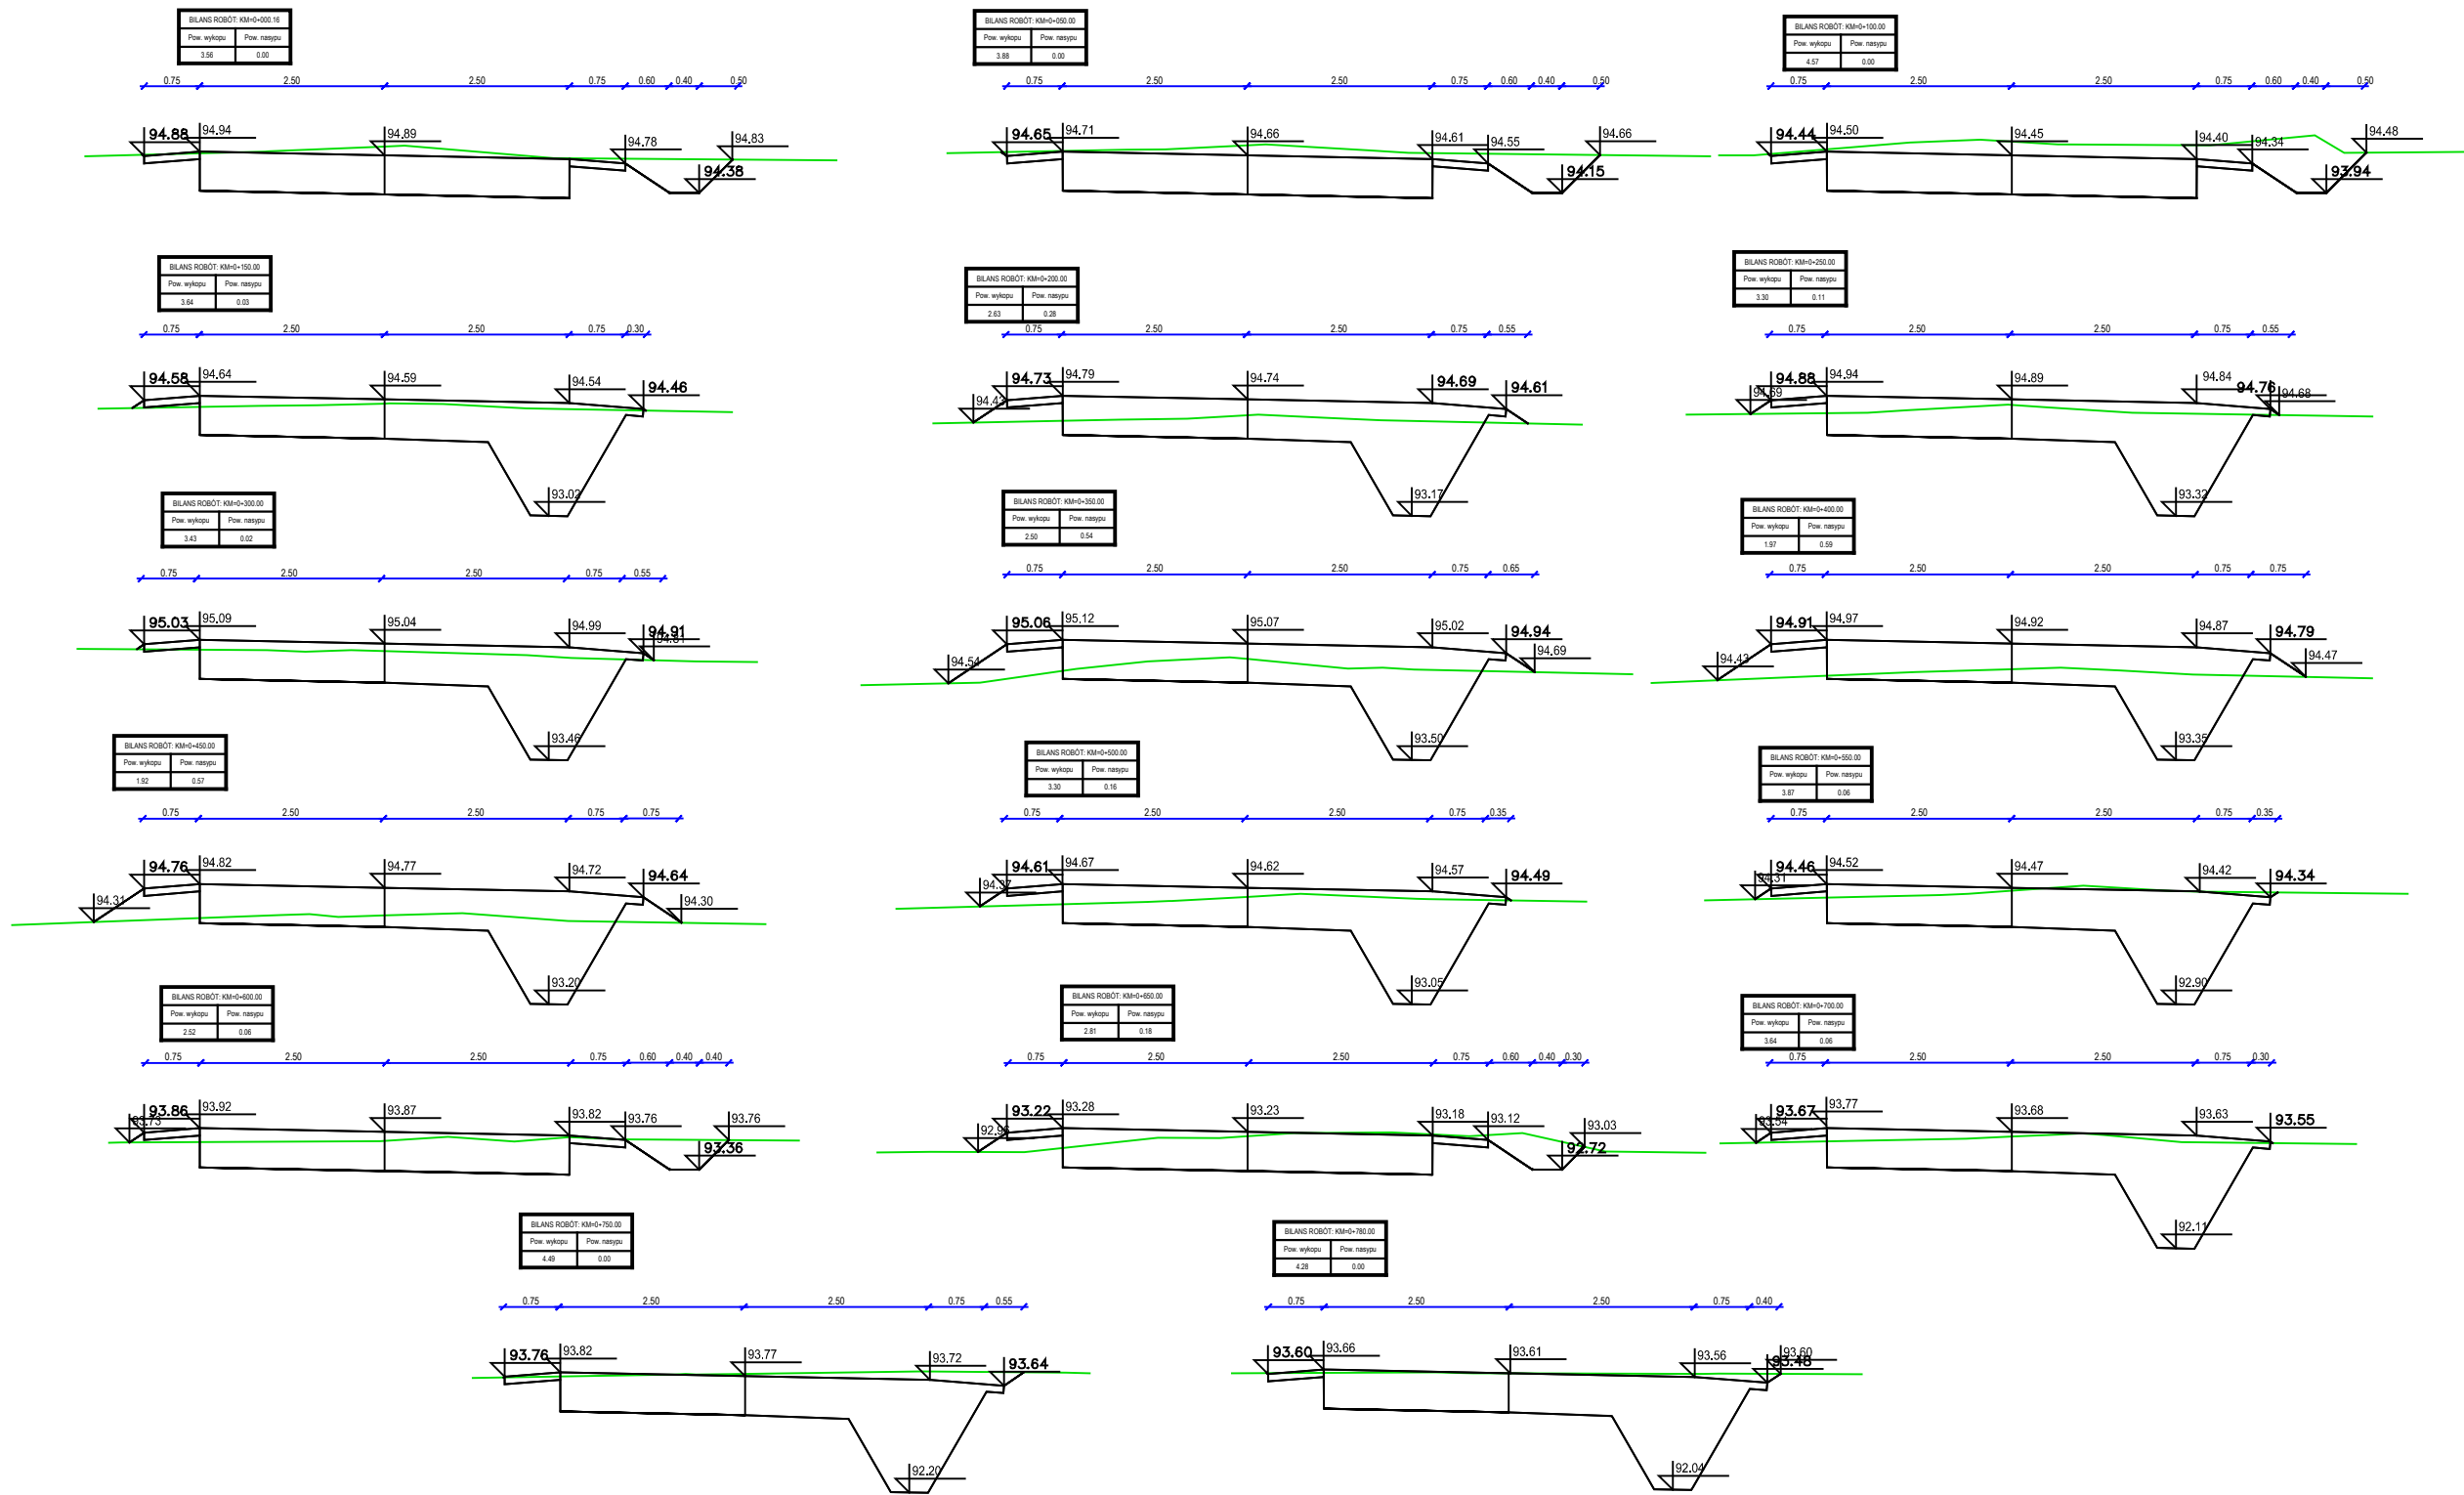 BILANS ROBÓT: KM=0+000.16
Pow. wykopu Pow. nasypu
3.56 0.00
0.75 2.50 2.50 0.75 0.60 0.40 0.50
94.88 94.94 94.89 94.78 94.38 94.83
BILANS ROBÓT: KM=0+050.00
Pow. wykopu Pow. nasypu
3.88 0.00
0.75 2.50 2.50 0.75 0.60 0.40 0.50
94.65 94.71 94.66 94.61 94.55 94.15 94.66
BILANS ROBÓT: KM=0+100.00
Pow. wykopu Pow. nasypu
4.57 0.00
0.75 2.50 2.50 0.75 0.60 0.40 0.50
94.44 94.50 94.45 94.40 94.34 93.94 94.48
BILANS ROBÓT: KM=0+150.00
Pow. wykopu Pow. nasypu
3.64 0.03
0.75 2.50 2.50 0.75 0.30
94.58 94.64 94.59 94.54 94.46
93.02
BILANS ROBÓT: KM=0+200.00
Pow. wykopu Pow. nasypu
2.63 0.28
0.75 2.50 2.50 0.75 0.55
94.43 94.73 94.79 94.74 94.69 94.61
93.17
BILANS ROBÓT: KM=0+250.00
Pow. wykopu Pow. nasypu
3.30 0.11
0.75 2.50 2.50 0.75 0.55
94.69 94.88 94.94 94.89 94.84 94.76 94.68
93.32
BILANS ROBÓT: KM=0+300.00
Pow. wykopu Pow. nasypu
3.43 0.02
0.75 2.50 2.50 0.75 0.55
95.03 95.09 95.04 94.99 94.91 94.81
93.46
BILANS ROBÓT: KM=0+350.00
Pow. wykopu Pow. nasypu
2.50 0.54
0.75 2.50 2.50 0.75 0.65
94.54 95.06 95.12 95.07 95.02 94.94 94.69
93.50
BILANS ROBÓT: KM=0+400.00
Pow. wykopu Pow. nasypu
1.97 0.59
0.75 2.50 2.50 0.75 0.75
94.43 94.91 94.97 94.92 94.87 94.79 94.47
93.35
BILANS ROBÓT: KM=0+450.00
Pow. wykopu Pow. nasypu
1.92 0.57
0.75 2.50 2.50 0.75 0.75
94.31 94.76 94.82 94.77 94.72 94.64 94.30
93.20
BILANS ROBÓT: KM=0+500.00
Pow. wykopu Pow. nasypu
3.30 0.16
0.75 2.50 2.50 0.75 0.35
94.37 94.61 94.67 94.62 94.57 94.49
93.05
BILANS ROBÓT: KM=0+550.00
Pow. wykopu Pow. nasypu
3.87 0.06
0.75 2.50 2.50 0.75 0.35
94.31 94.46 94.52 94.47 94.42 94.34
92.90
BILANS ROBÓT: KM=0+600.00
Pow. wykopu Pow. nasypu
2.52 0.06
0.75 2.50 2.50 0.75 0.60 0.40 0.40
93.73 93.86 93.92 93.87 93.82 93.76 93.36 93.76
BILANS ROBÓT: KM=0+650.00
Pow. wykopu Pow. nasypu
2.81 0.18
0.75 2.50 2.50 0.75 0.60 0.40 0.30
93.22 93.28 93.23 93.18 93.12 92.72 93.03
BILANS ROBÓT: KM=0+700.00
Pow. wykopu Pow. nasypu
3.64 0.06
0.75 2.50 2.50 0.75 0.30
93.54 93.67 93.77 93.68 93.63 93.55
92.11
BILANS ROBÓT: KM=0+750.00
Pow. wykopu Pow. nasypu
4.49 0.00
0.75 2.50 2.50 0.75 0.55
93.76 93.82 93.77 93.72 93.64
92.20
BILANS ROBÓT: KM=0+780.00
Pow. wykopu Pow. nasypu
4.28 0.00
0.75 2.50 2.50 0.75 0.40
93.60 93.66 93.61 93.56 93.48 93.60
92.04